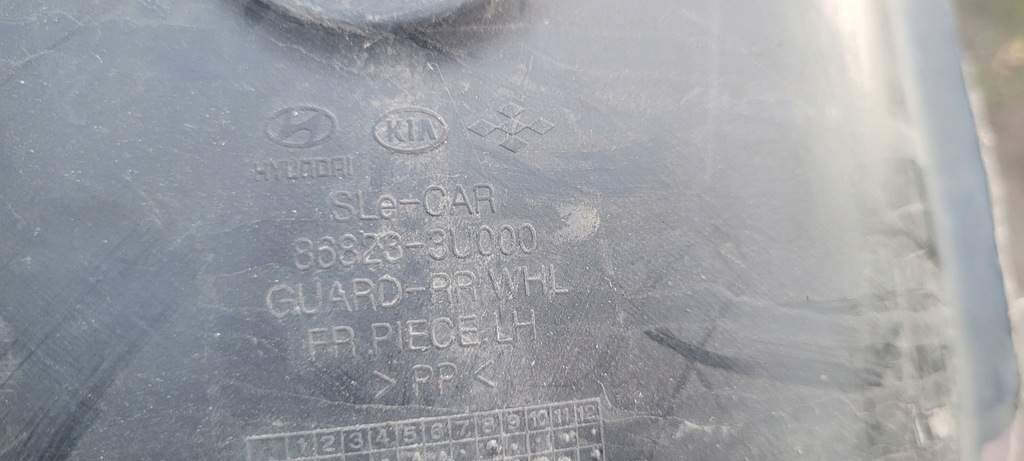 KIA
HYUNDAI
SLe-CAR
86823-3U000
GUARD-RR WHL
FR PIECE LH
>PP<
1 2 3 4 5 6 7 8 9 10 11 12